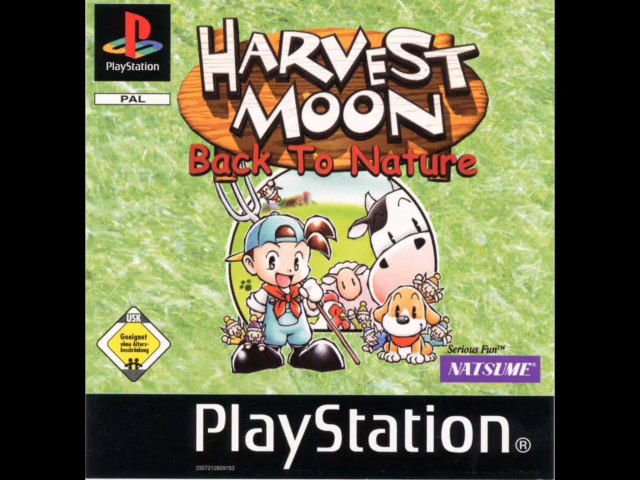 PlayStation
PAL
HARVEST
MOON
Back To Nature
USK
Geeignet
ohne Alters-
beschränkung
Serious Fun™
NATSUME®
PlayStation®